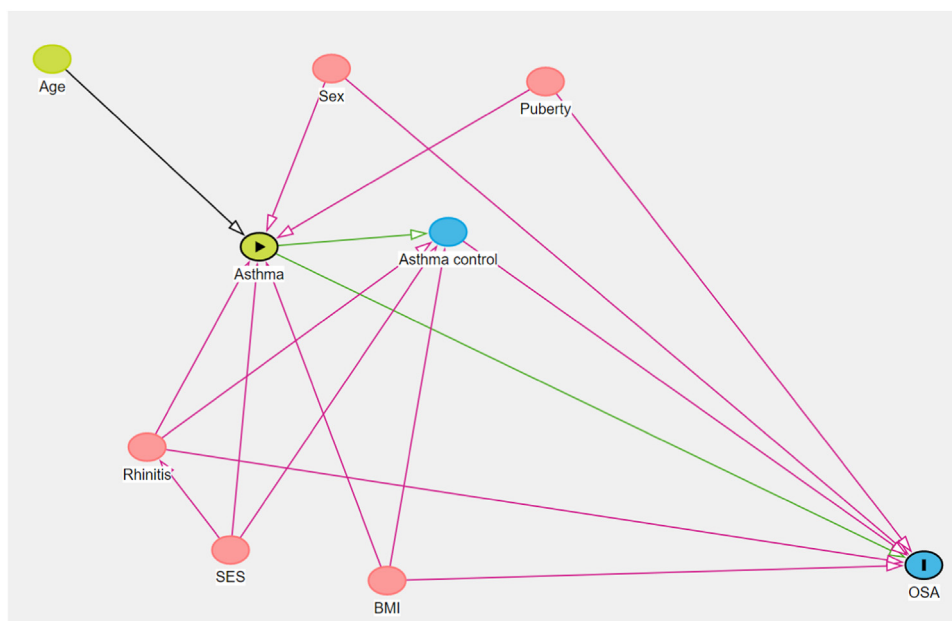 Age
Sex
Puberty
Asthma
Asthma control
Rhinitis
SES
BMI
OSA